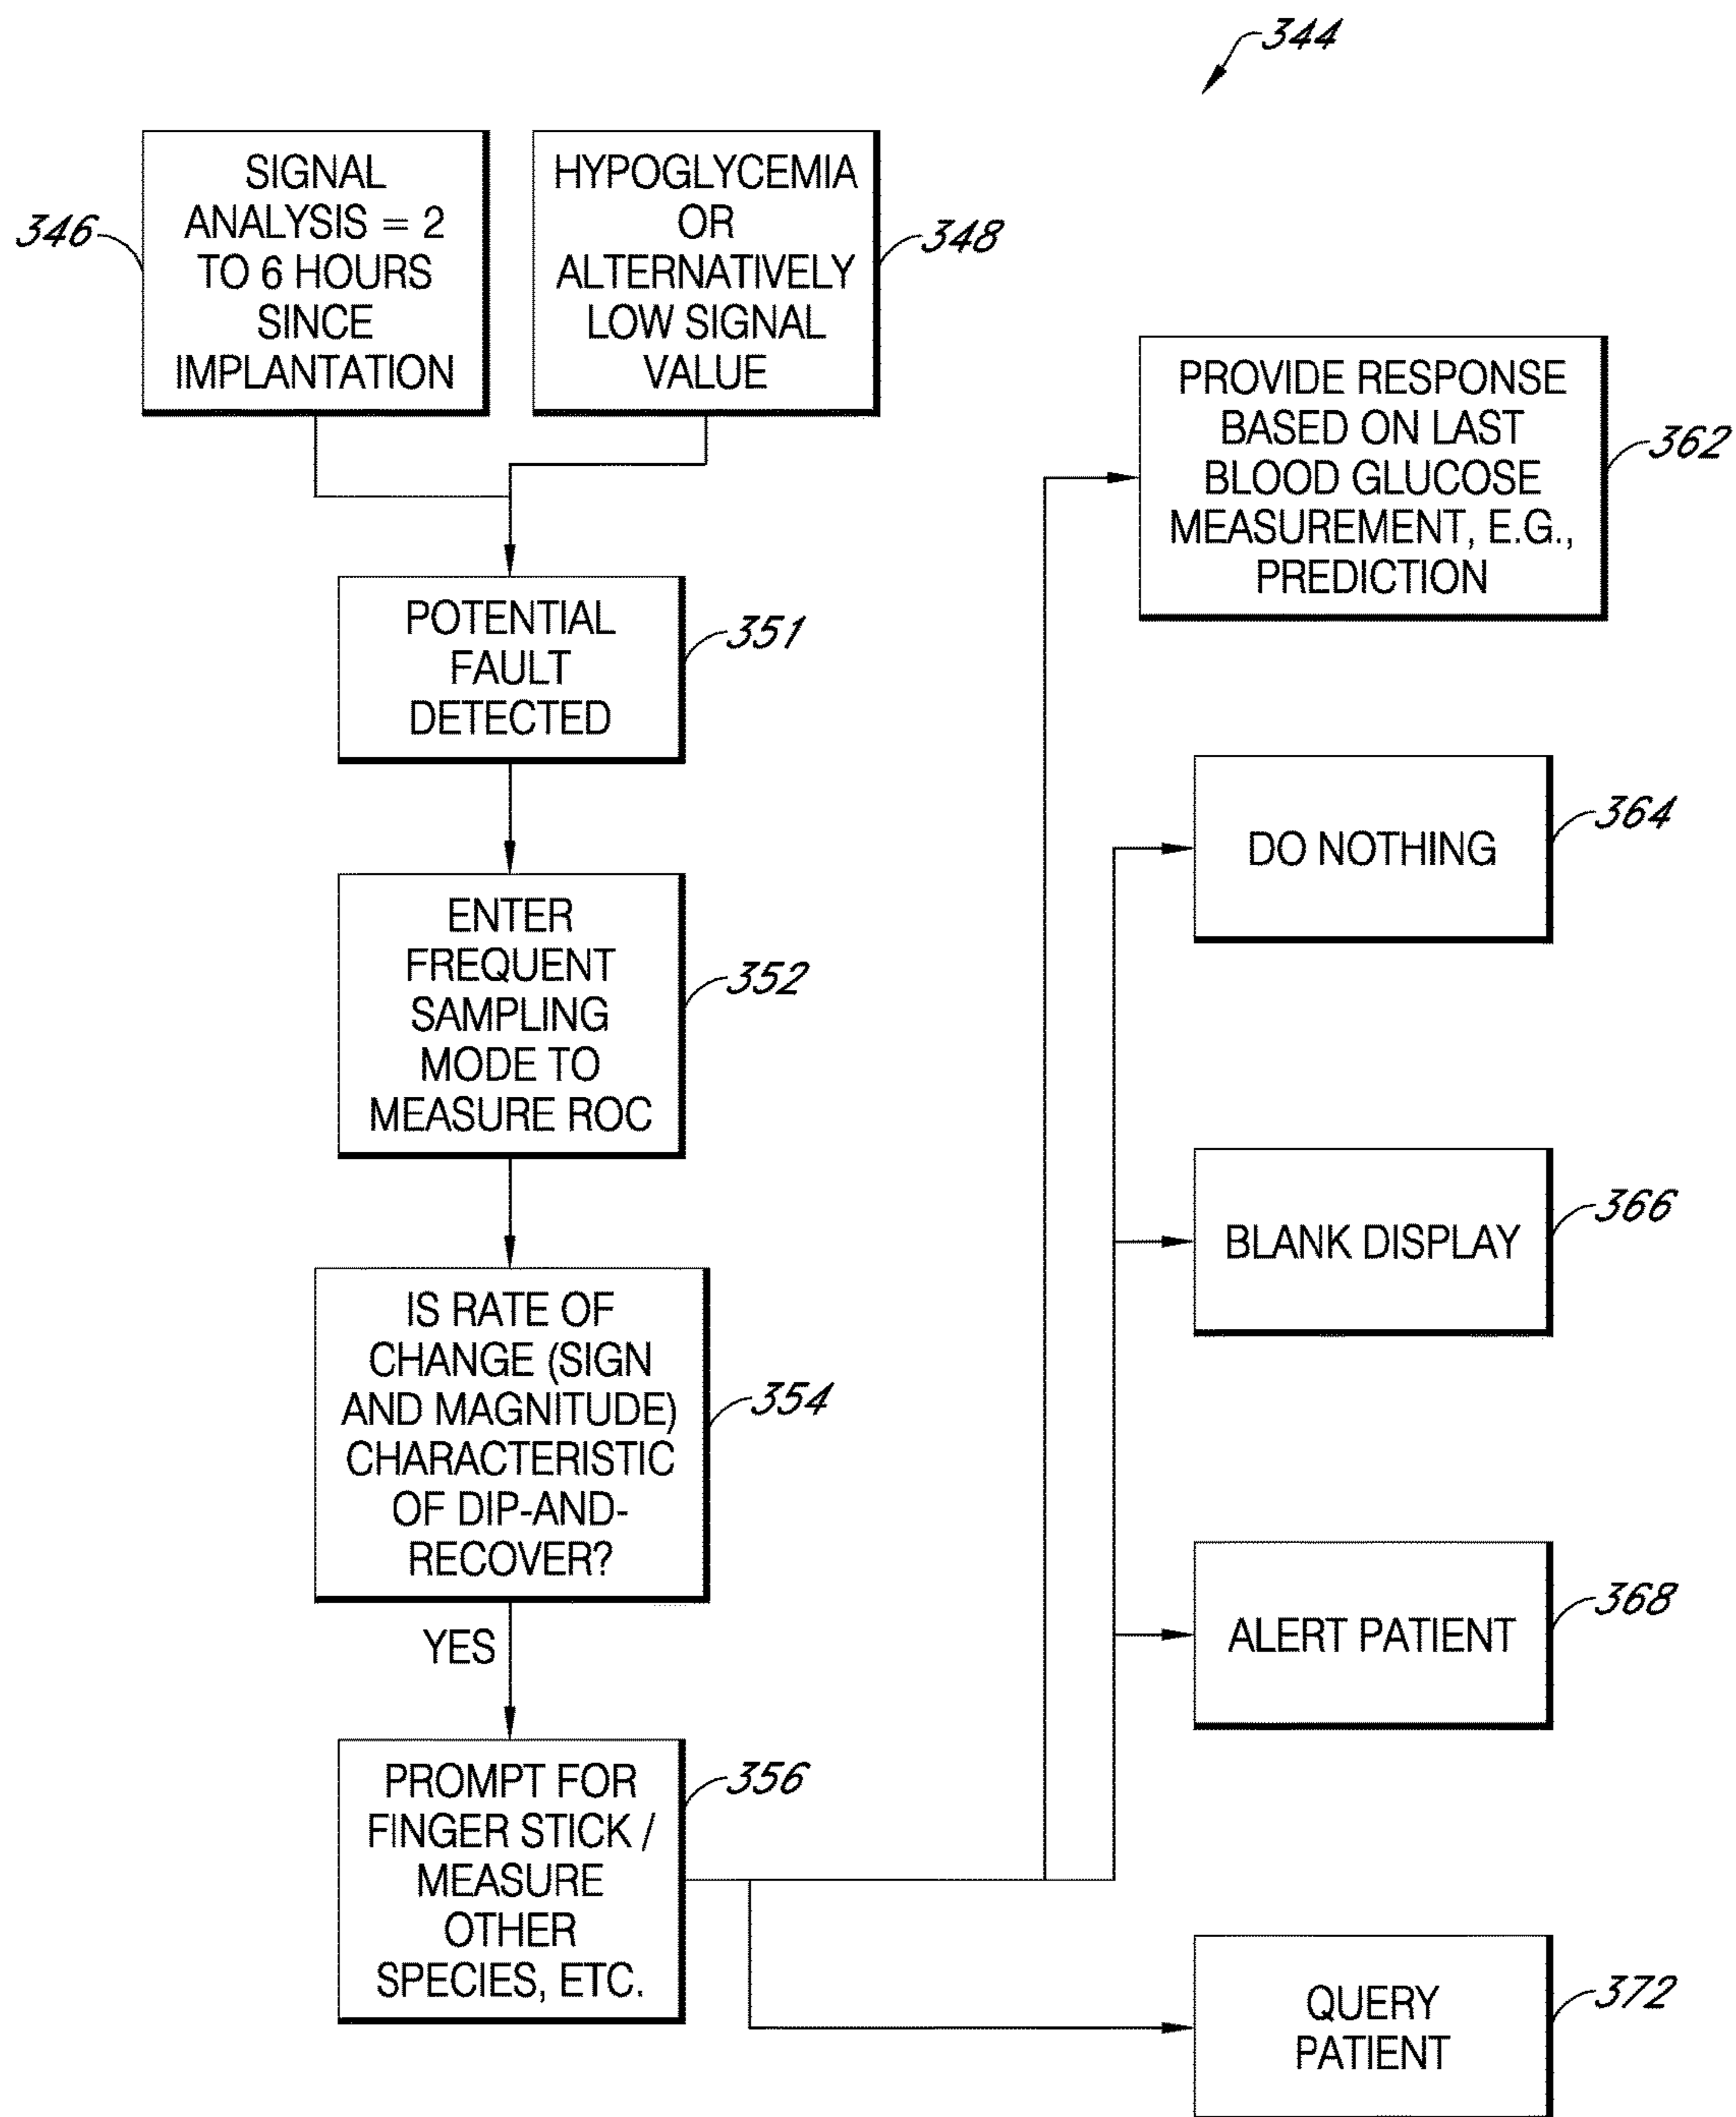 344
346
SIGNAL
ANALYSIS = 2
TO 6 HOURS
SINCE
IMPLANTATION
HYPOGLYCEMIA
OR
ALTERNATIVELY
LOW SIGNAL
VALUE
348
POTENTIAL
FAULT
DETECTED
351
ENTER
FREQUENT
SAMPLING
MODE TO
MEASURE ROC
352
IS RATE OF
CHANGE (SIGN
AND MAGNITUDE)
CHARACTERISTIC
OF DIP-AND-
RECOVER?
354
YES
PROMPT FOR
FINGER STICK /
MEASURE
OTHER
SPECIES, ETC.
356
PROVIDE RESPONSE
BASED ON LAST
BLOOD GLUCOSE
MEASUREMENT, E.G.,
PREDICTION
362
DO NOTHING
364
BLANK DISPLAY
366
ALERT PATIENT
368
QUERY
PATIENT
372